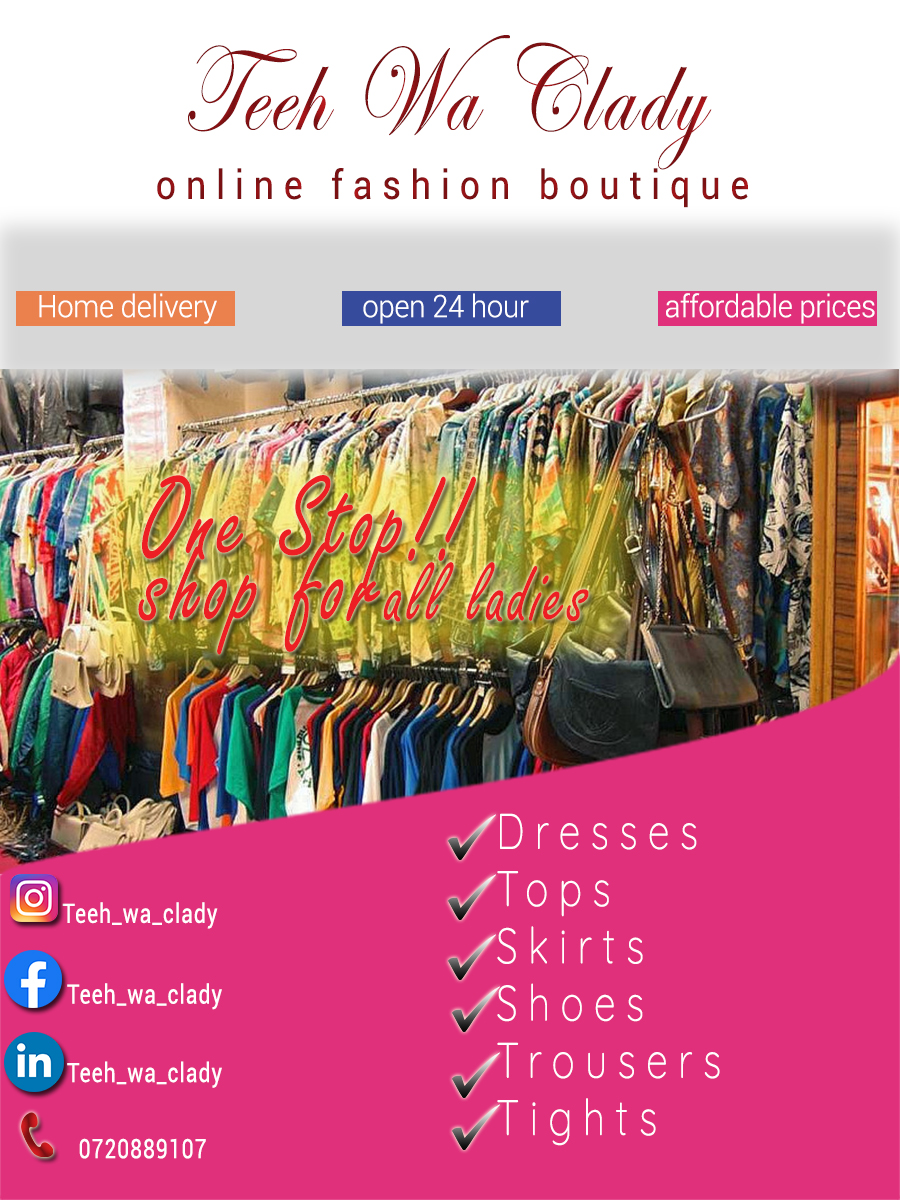 Teeh Wa Clady
online fashion boutique
Home delivery
open 24 hour
affordable prices
One Stop!!
shop for all ladies
Dresses
Tops
Skirts
Shoes
Trousers
Tights
Teeh_wa_clady
Teeh_wa_clady
in
Teeh_wa_clady
0720889107